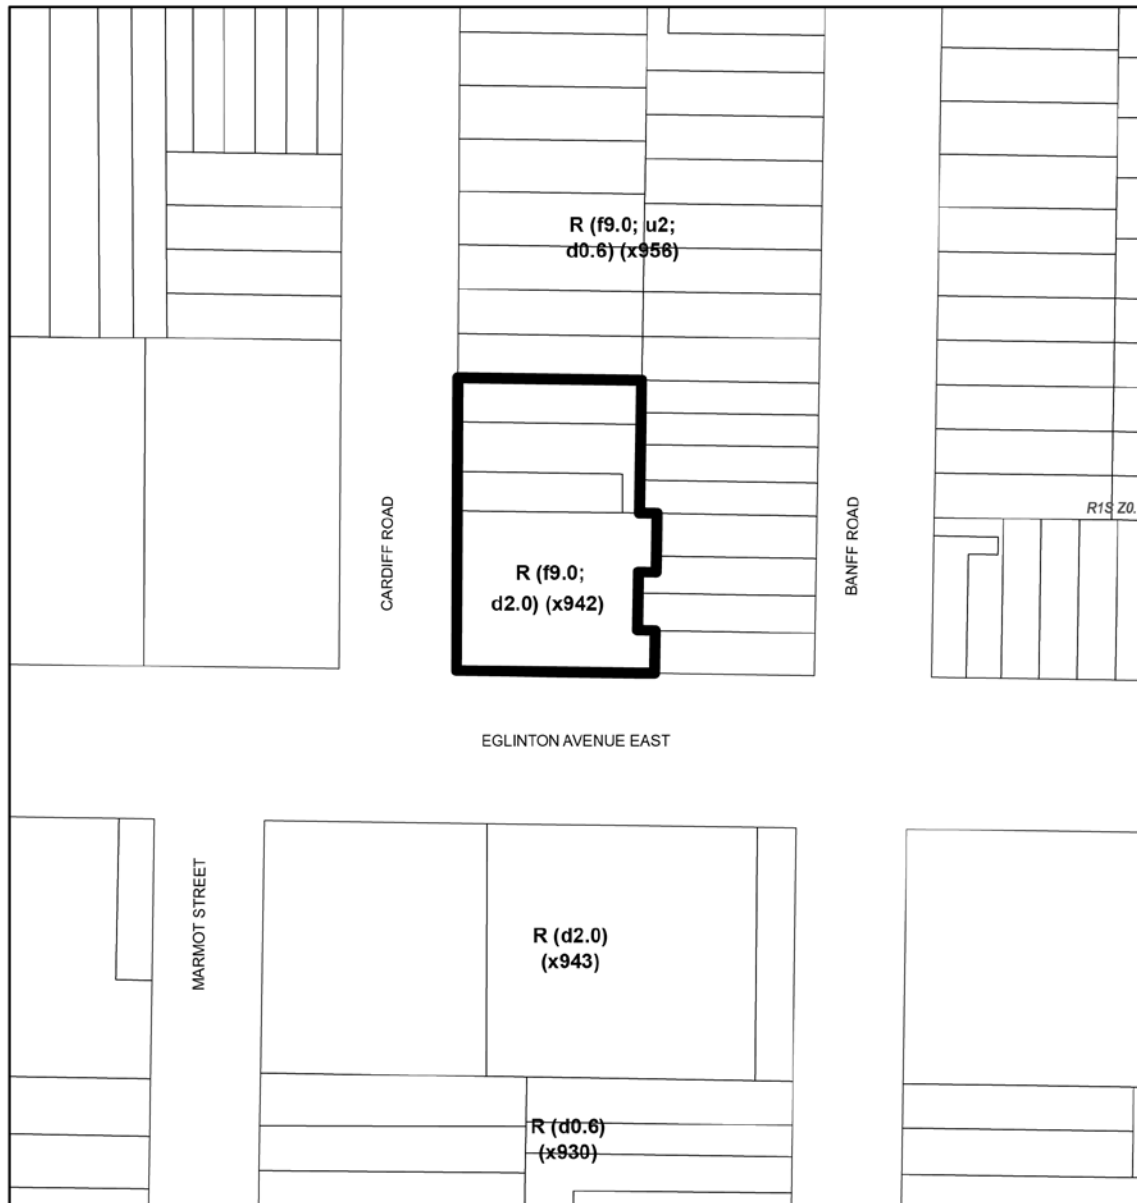 R (f9.0; u2;
d0.6) (x956)
R1S Z0.
CARDIFF ROAD
BANFF ROAD
R (f9.0;
d2.0) (x942)
EGLINTON AVENUE EAST
MARMOT STREET
R (d2.0)
(x943)
R (d0.6)
(x930)